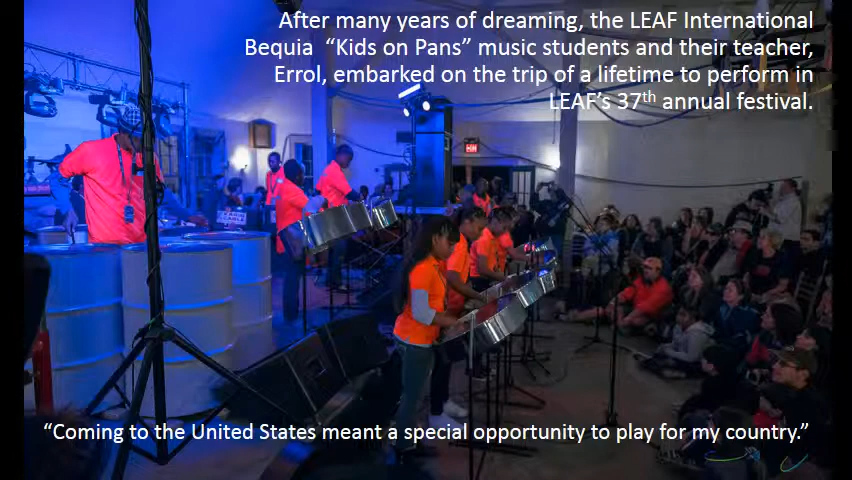 After many years of dreaming, the LEAF International
Bequia “Kids on Pans” music students and their teacher,
Errol, embarked on the trip of a lifetime to perform in
LEAF’s 37th annual festival.
“Coming to the United States meant a special opportunity to play for my country.”